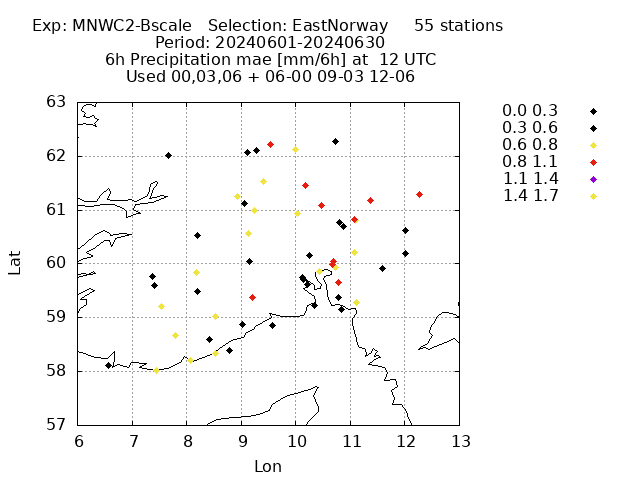 Exp: MNWC2-Bscale Selection: EastNorway 55 stations
Period: 20240601-20240630
6h Precipitation mae [mm/6h] at 12 UTC
Used 00,03,06 + 06-00 09-03 12-06
63
62
61
60
59
58
57
Lat
6 7 8 9 10 11 12 13
Lon
0.0 0.3
0.3 0.6
0.6 0.8
0.8 1.1
1.1 1.4
1.4 1.7